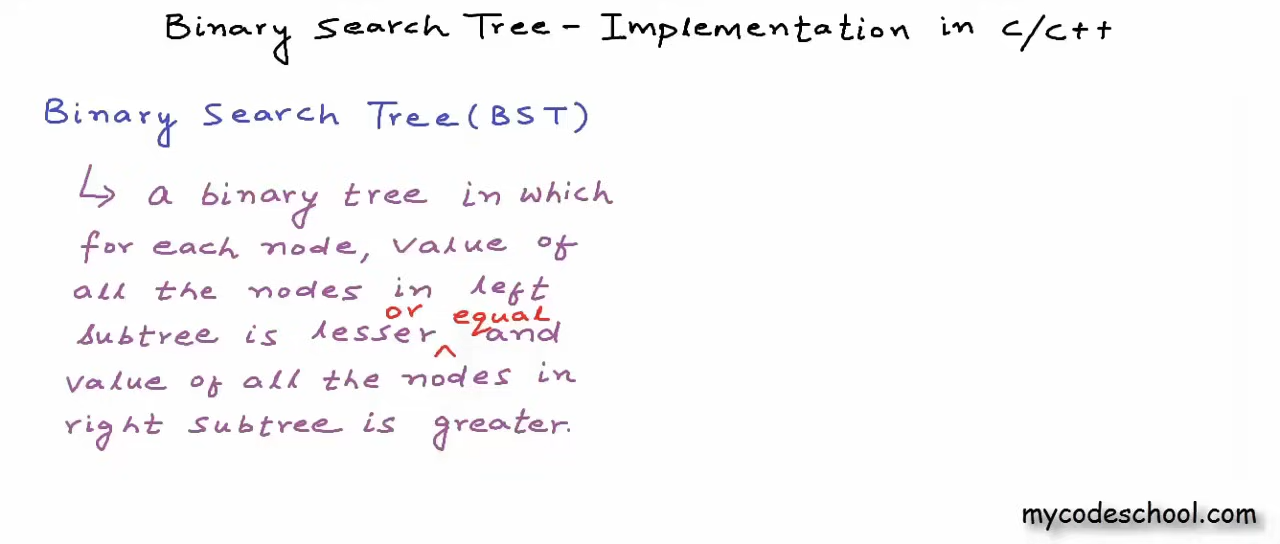 Binary Search Tree - Implementation in C/C++
Binary Search Tree (BST)
↳ a binary tree in which
for each node, value of
all the nodes in left
or equal
subtree is lesser ^ and
value of all the nodes in
right subtree is greater.
mycodeschool.com